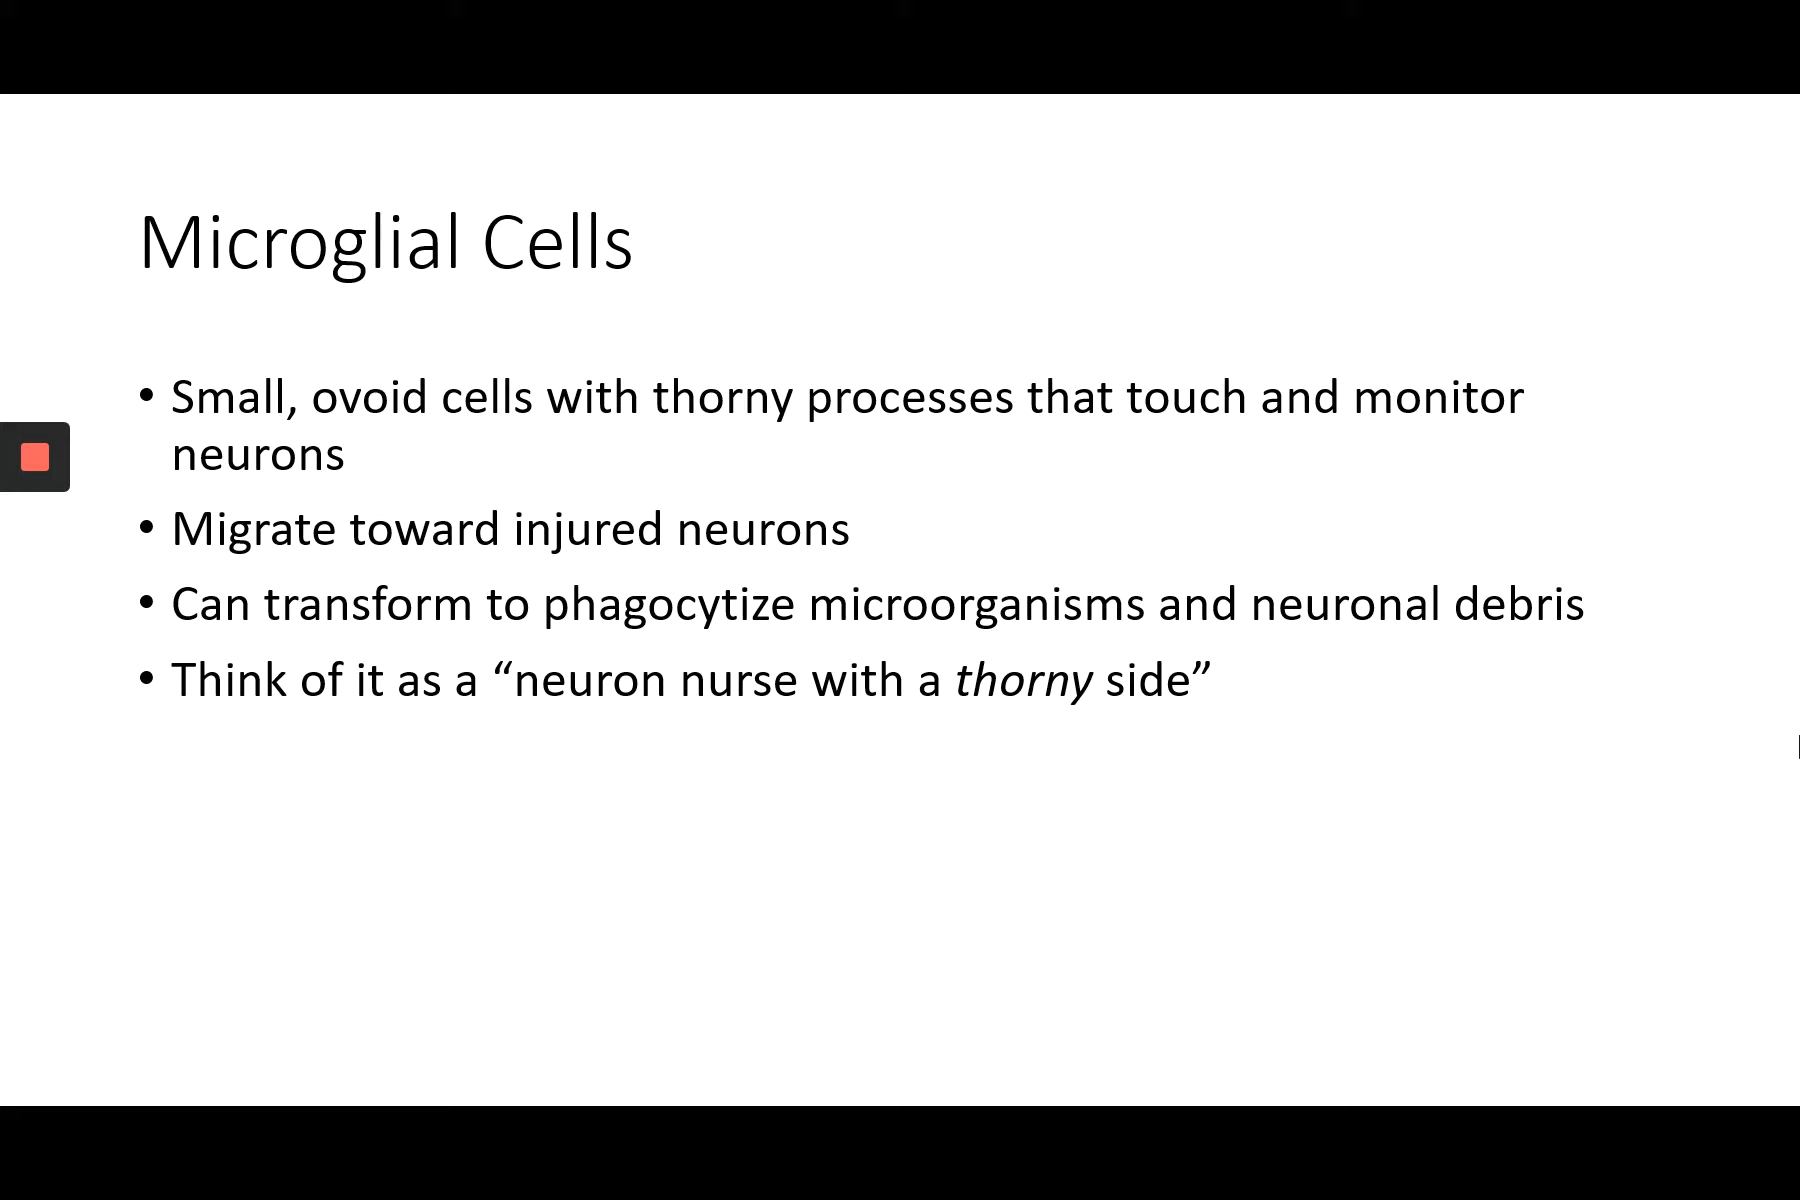 Microglial Cells
• Small, ovoid cells with thorny processes that touch and monitor
neurons
• Migrate toward injured neurons
• Can transform to phagocytize microorganisms and neuronal debris
• Think of it as a “neuron nurse with a thorny side”